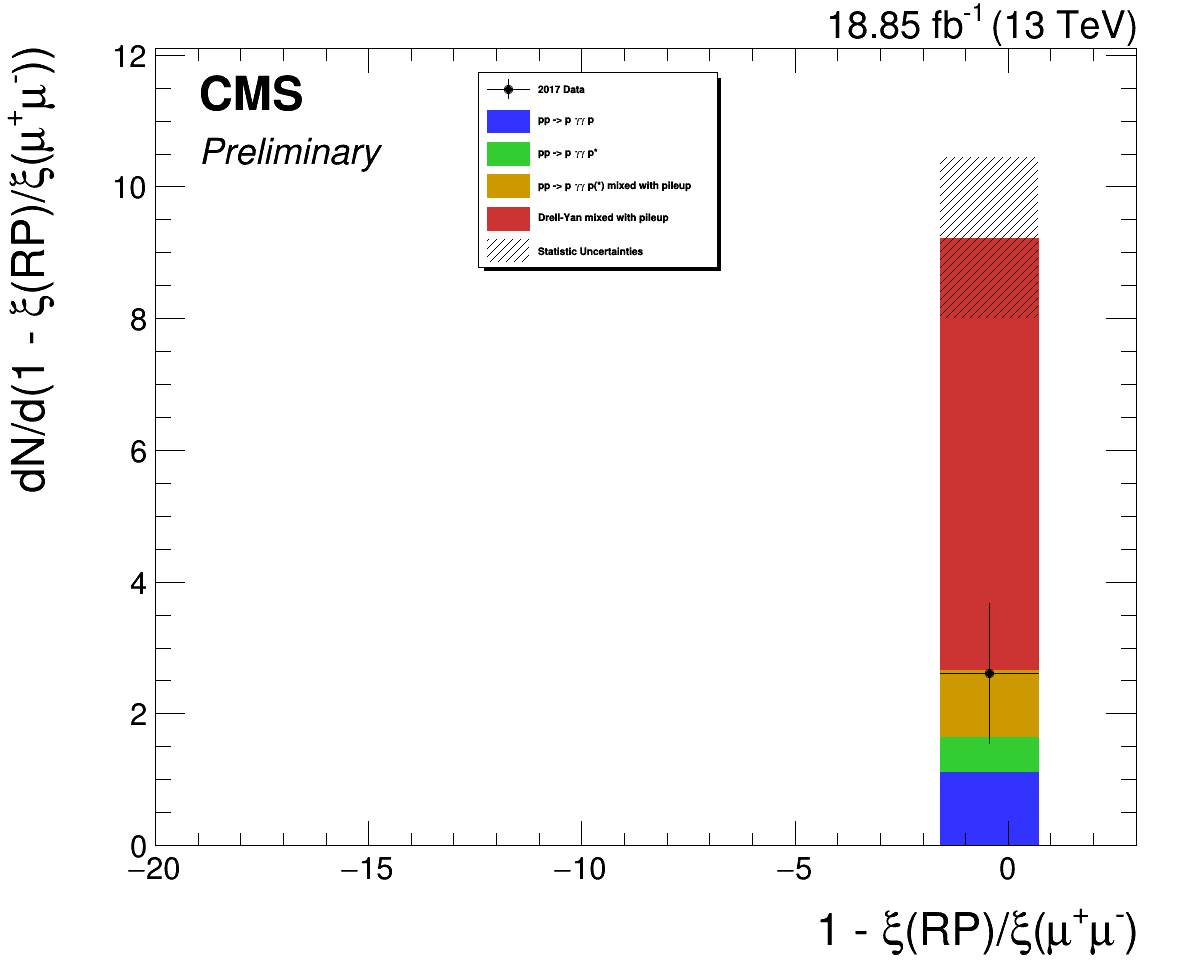 18.85 fb⁻¹ (13 TeV)
CMS
Preliminary
2017 Data
pp -> p γγ p
pp -> p γγ p*
pp -> p γγ p(*) mixed with pileup
Drell-Yan mixed with pileup
Statistic Uncertainties
dN/d(1 - ξ(RP)/ξ(μ⁺μ⁻))
12
10
8
6
4
2
0
−20 −15 −10 −5 0
1 - ξ(RP)/ξ(μ⁺μ⁻)